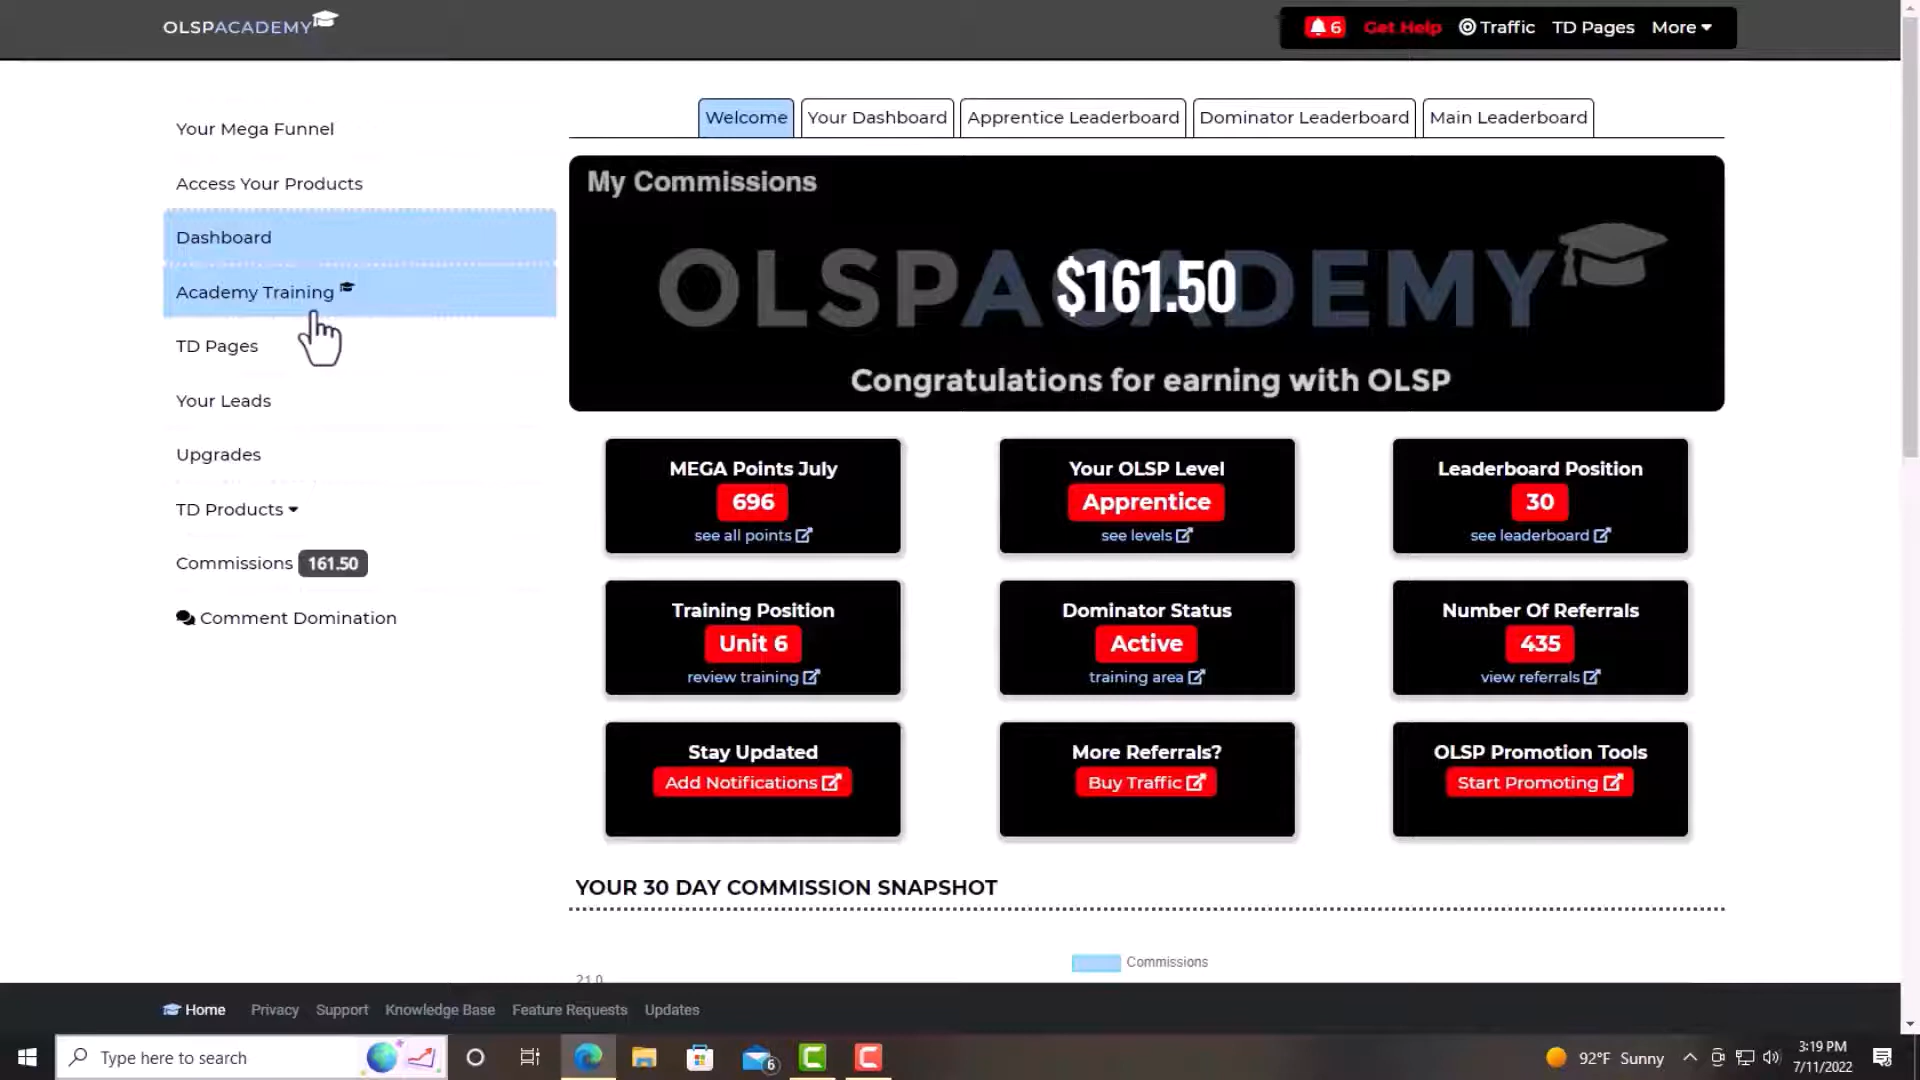 OLSPACADEMY
6 Get Help Traffic TD Pages More
Your Mega Funnel
Access Your Products
Dashboard
Academy Training
TD Pages
Your Leads
Upgrades
TD Products
Commissions 161.50
Comment Domination
Welcome Your Dashboard Apprentice Leaderboard Dominator Leaderboard Main Leaderboard
My Commissions
OLSPACADEMY
$161.50
Congratulations for earning with OLSP
MEGA Points July
696
see all points
Your OLSP Level
Apprentice
see levels
Leaderboard Position
30
see leaderboard
Training Position
Unit 6
review training
Dominator Status
Active
training area
Number Of Referrals
435
view referrals
Stay Updated
Add Notifications
More Referrals?
Buy Traffic
OLSP Promotion Tools
Start Promoting
YOUR 30 DAY COMMISSION SNAPSHOT
Commissions
21.0
Home Privacy Support Knowledge Base Feature Requests Updates
Type here to search
6
92°F Sunny
3:19 PM
7/11/2022